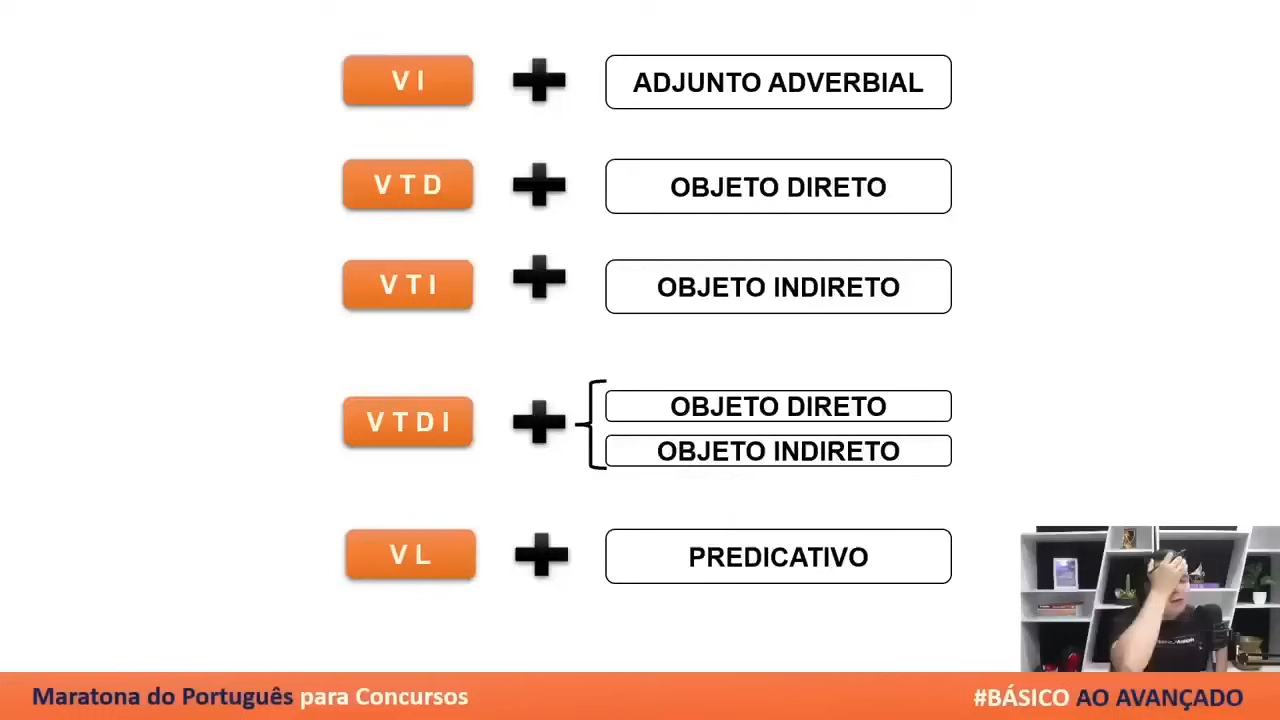 V I ADJUNTO ADVERBIAL
V T D OBJETO DIRETO
V T I OBJETO INDIRETO
V T D I OBJETO DIRETO
OBJETO INDIRETO
V L PREDICATIVO
Maratona do Português para Concursos #BÁSICO AO AVANÇADO